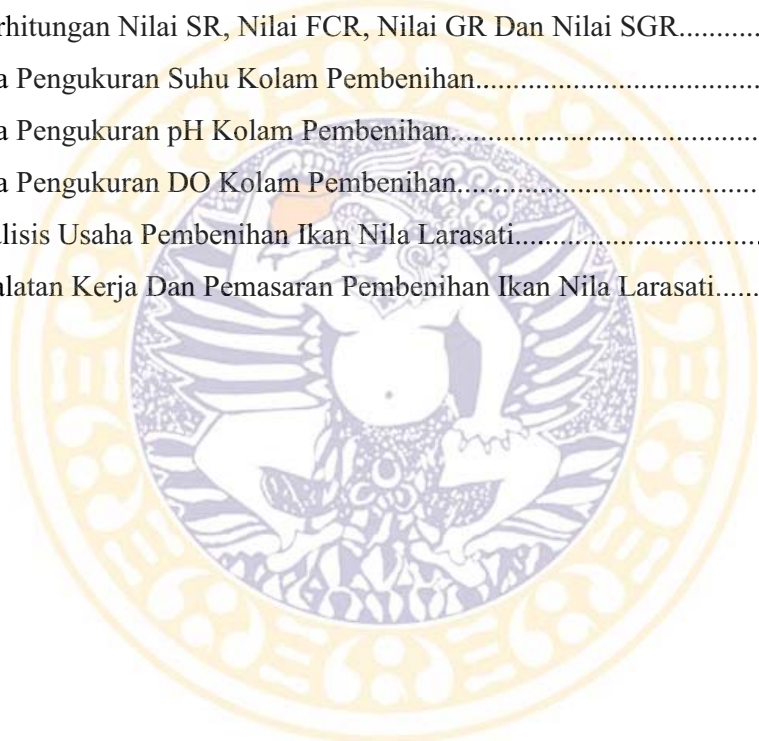 rhitungan Nilai SR, Nilai FCR, Nilai GR Dan Nilai SGR...........
a Pengukuran Suhu Kolam Pembenihan.......................................
a Pengukuran pH Kolam Pembenihan...........................................
a Pengukuran DO Kolam Pembenihan..........................................
alisis Usaha Pembenihan Ikan Nila Larasati.................................
alatan Kerja Dan Pemasaran Pembenihan Ikan Nila Larasati......